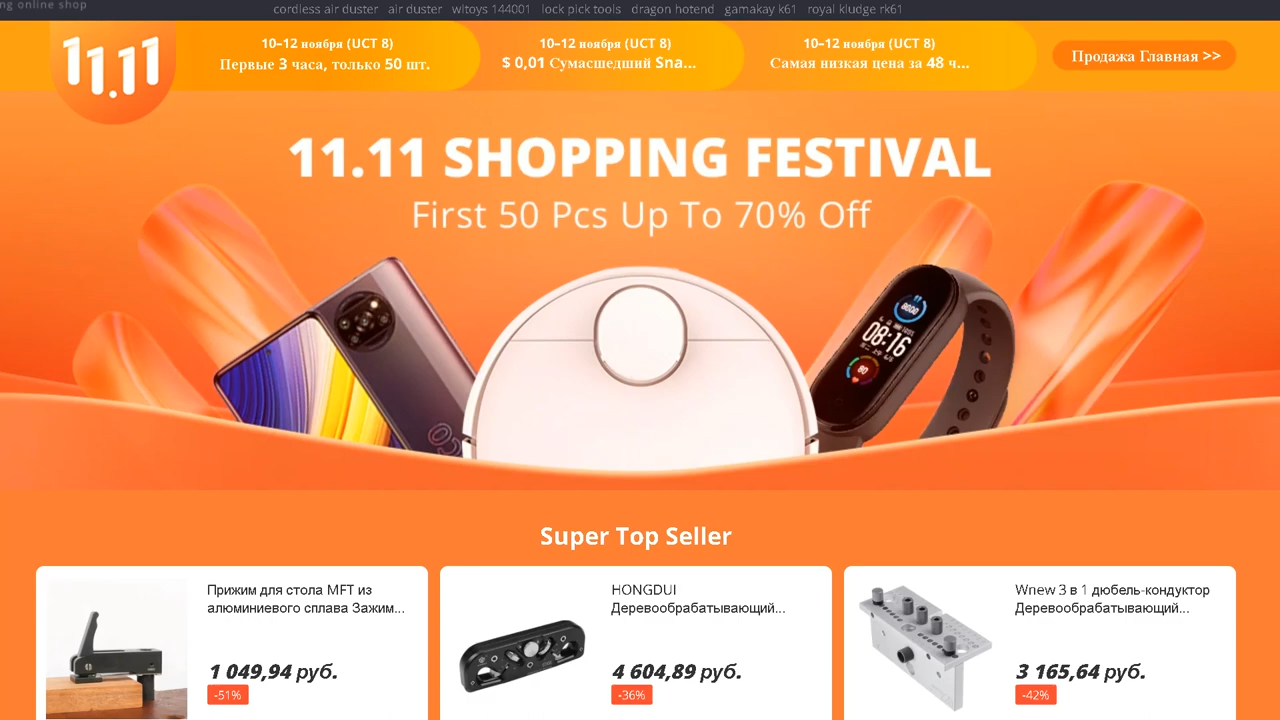 ng online shop
cordless air duster air duster wltoys 144001 lock pick tools dragon hotend gamakay k61 royal kludge rk61
11.11
10–12 ноября (UCT 8)
Первые 3 часа, только 50 шт.
10–12 ноября (UCT 8)
$ 0,01 Сумасшедший Sna...
10–12 ноября (UCT 8)
Самая низкая цена за 48 ч...
Продажа Главная >>
11.11 SHOPPING FESTIVAL
First 50 Pcs Up To 70% Off
08:16
Super Top Seller
Прижим для стола MFT из
алюминиевого сплава Зажим...
1 049,94 руб.
-51%
HONGDUI
Деревообрабатывающий...
4 604,89 руб.
-36%
Wnew 3 в 1 дюбель-кондуктор
Деревообрабатывающий...
3 165,64 руб.
-42%